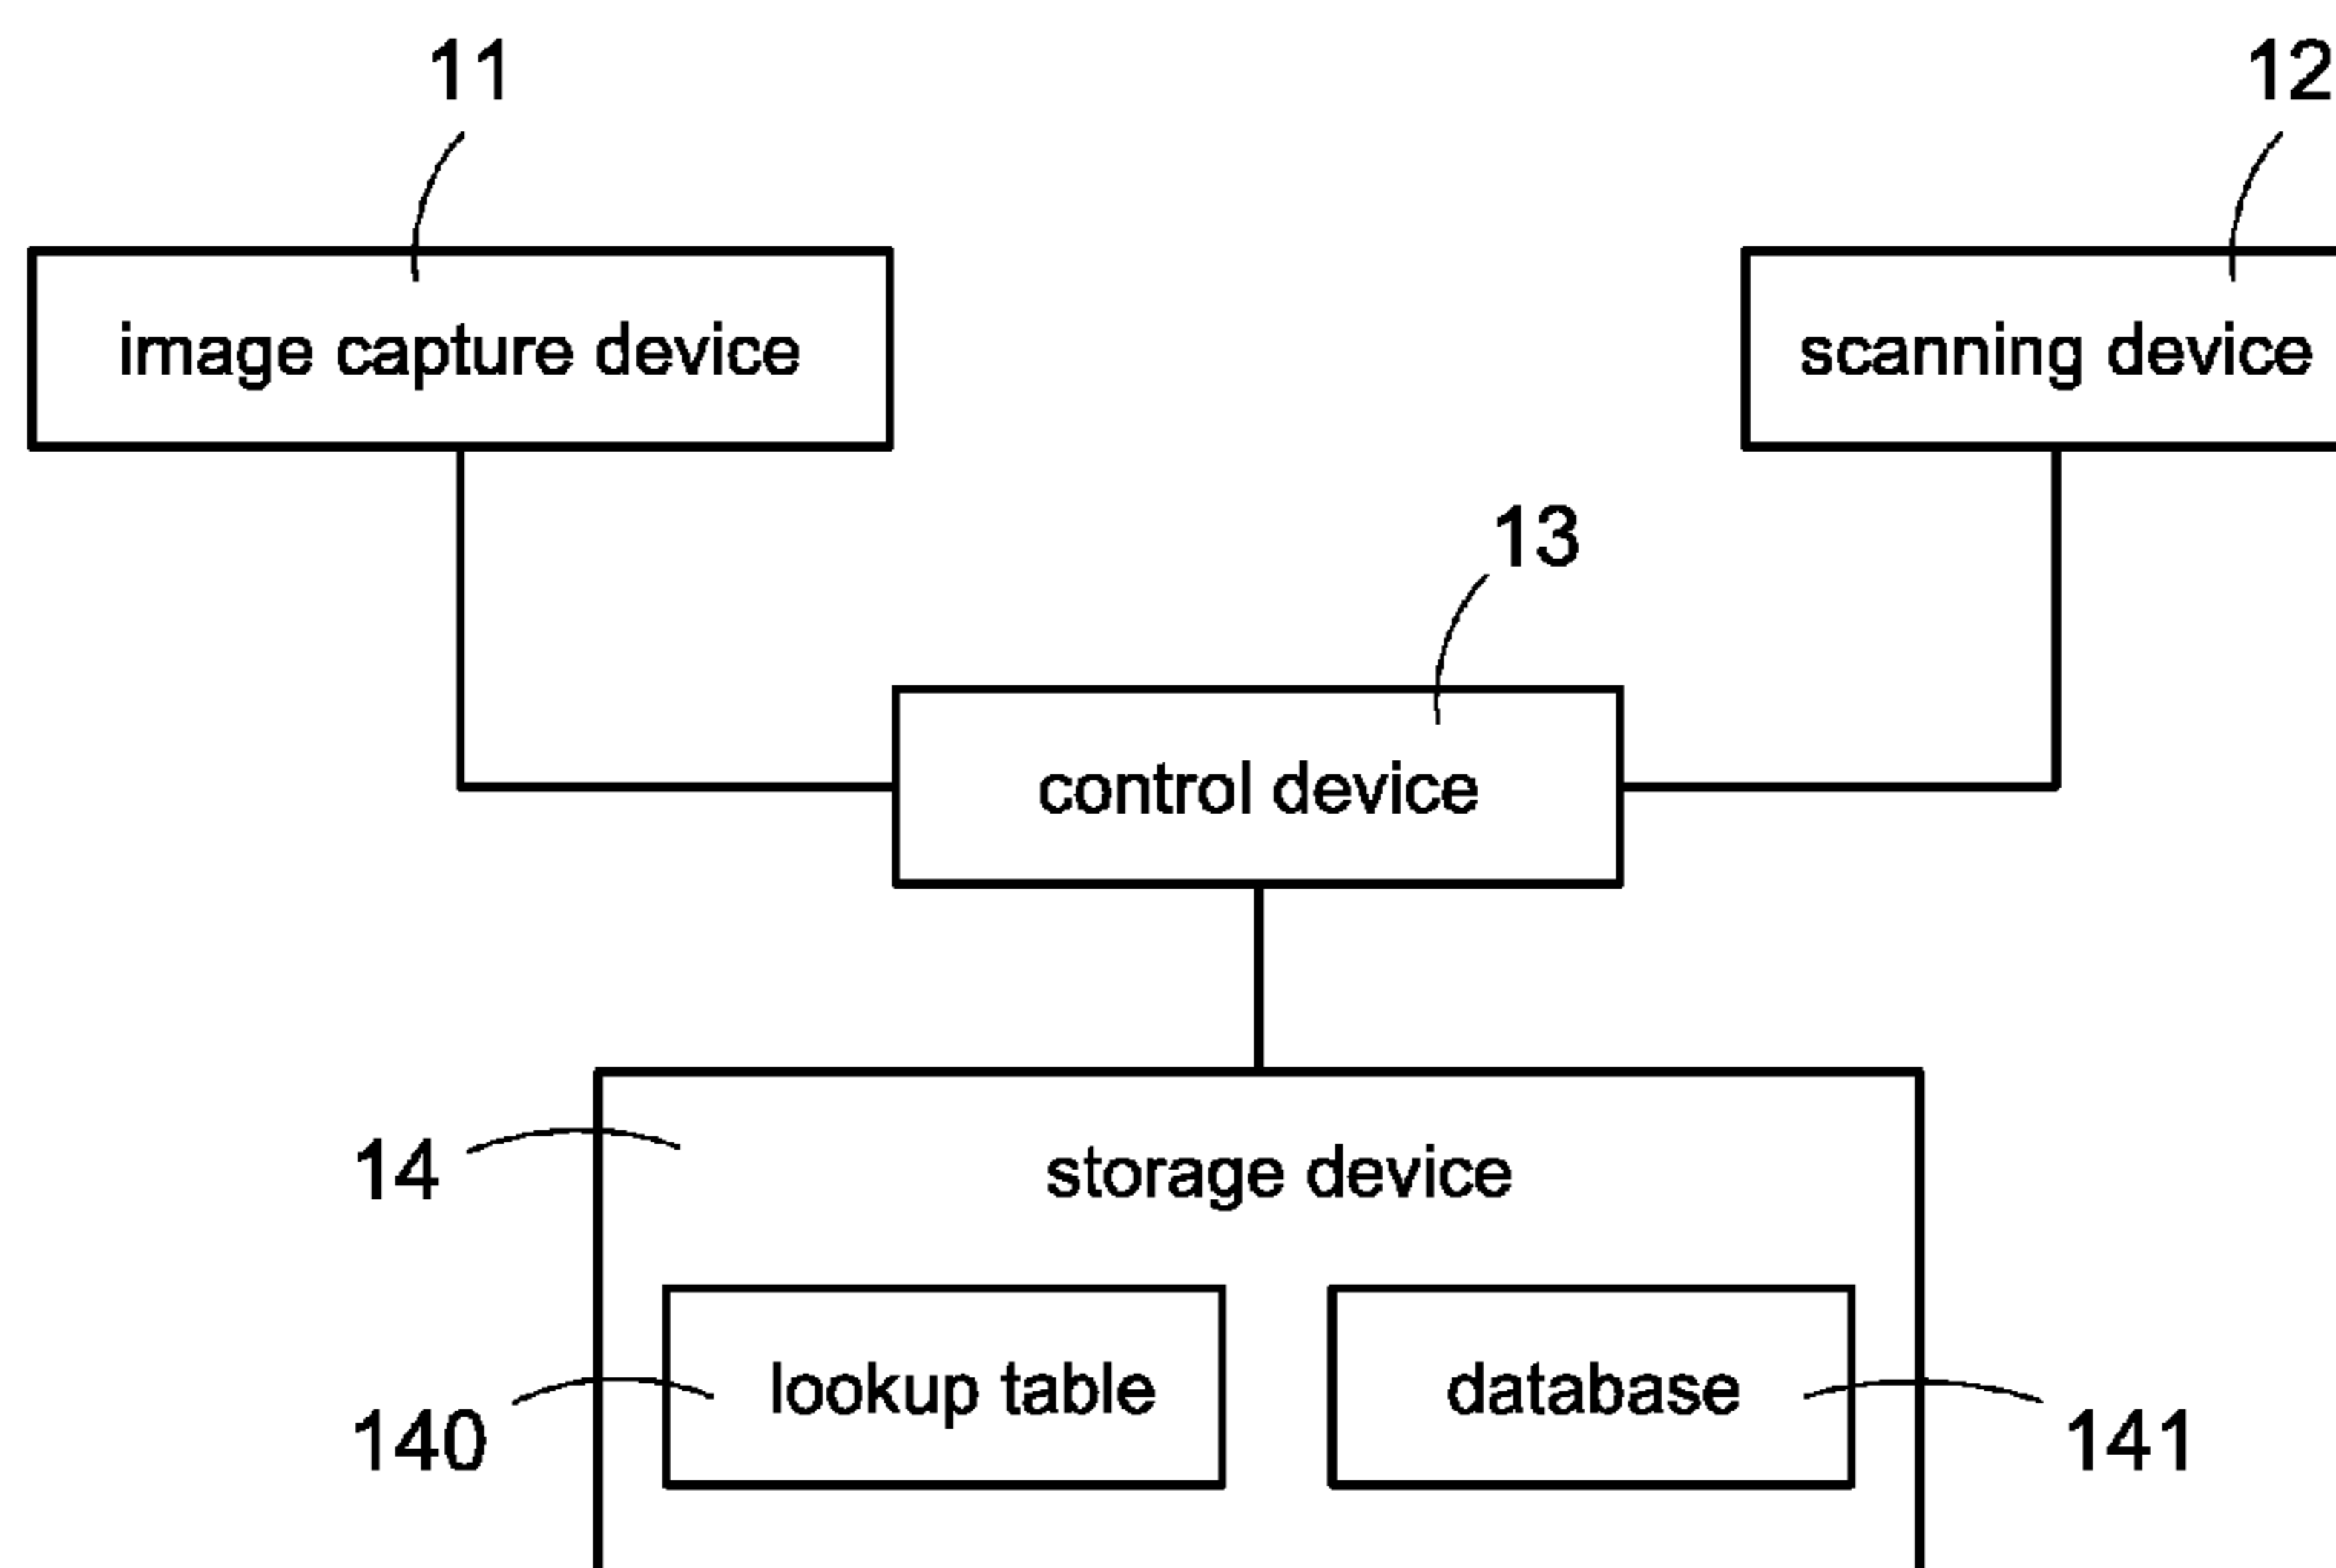 11
12
image capture device
scanning device
13
control device
14
storage device
lookup table
database
140
141